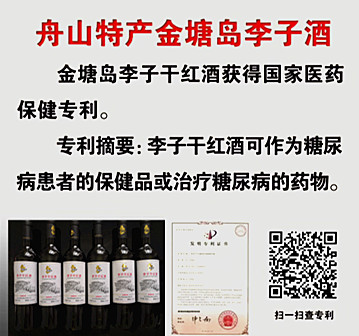 舟山特产金塘岛李子酒
金塘岛李子干红酒获得国家医药
保健专利。
专利摘要：李子干红酒可作为糖尿
病患者的保健品或治疗糖尿病的药物。
发明专利证书
扫一扫查专利